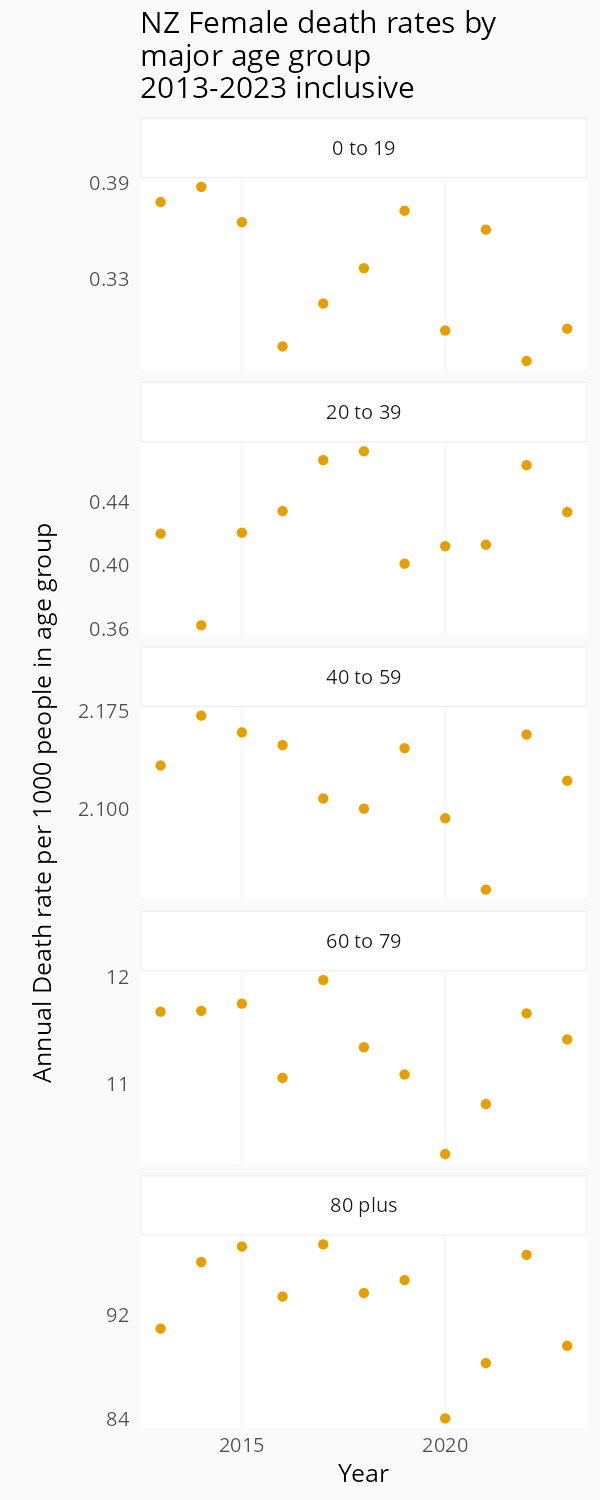 NZ Female death rates by
major age group
2013-2023 inclusive
0 to 19
0.39
0.33
20 to 39
0.44
0.40
0.36
40 to 59
2.175
2.100
60 to 79
12
11
80 plus
92
84
2015 2020
Year
Annual Death rate per 1000 people in age group